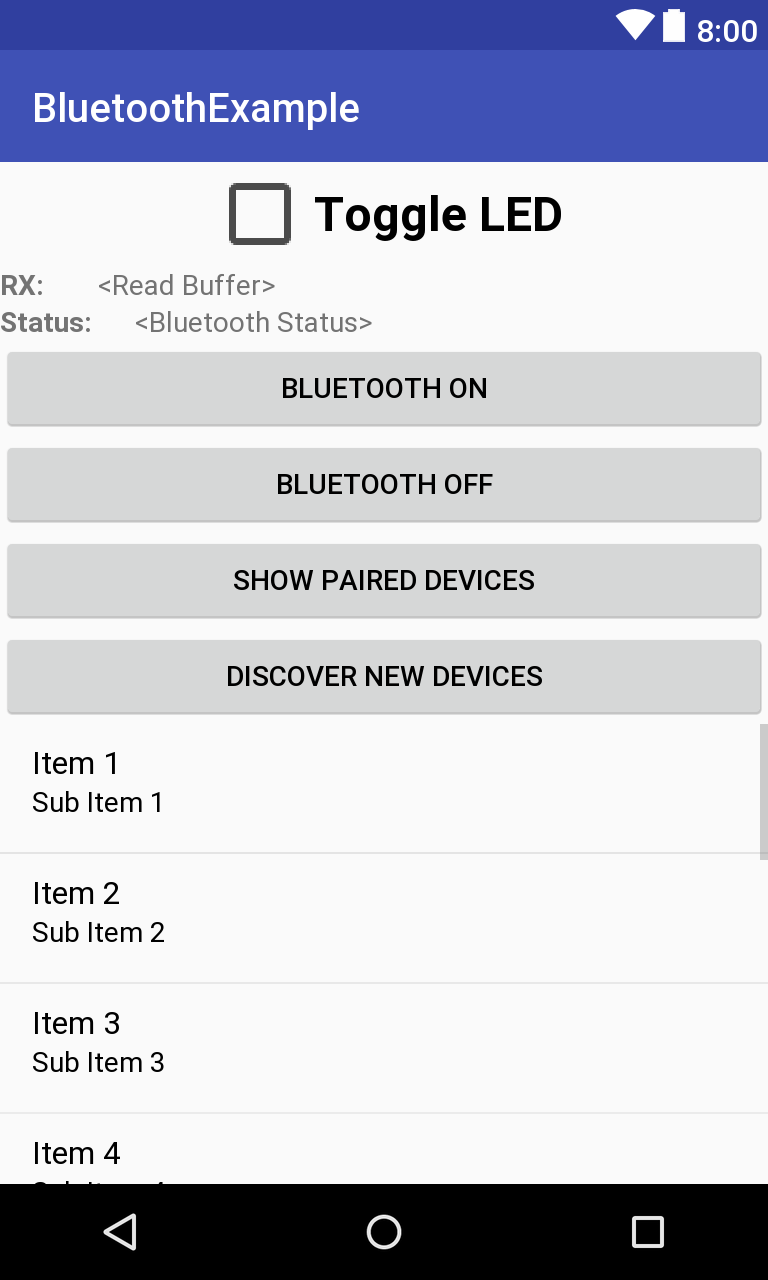 8:00
BluetoothExample
Toggle LED
RX: <Read Buffer>
Status: <Bluetooth Status>
BLUETOOTH ON
BLUETOOTH OFF
SHOW PAIRED DEVICES
DISCOVER NEW DEVICES
Item 1
Sub Item 1
Item 2
Sub Item 2
Item 3
Sub Item 3
Item 4